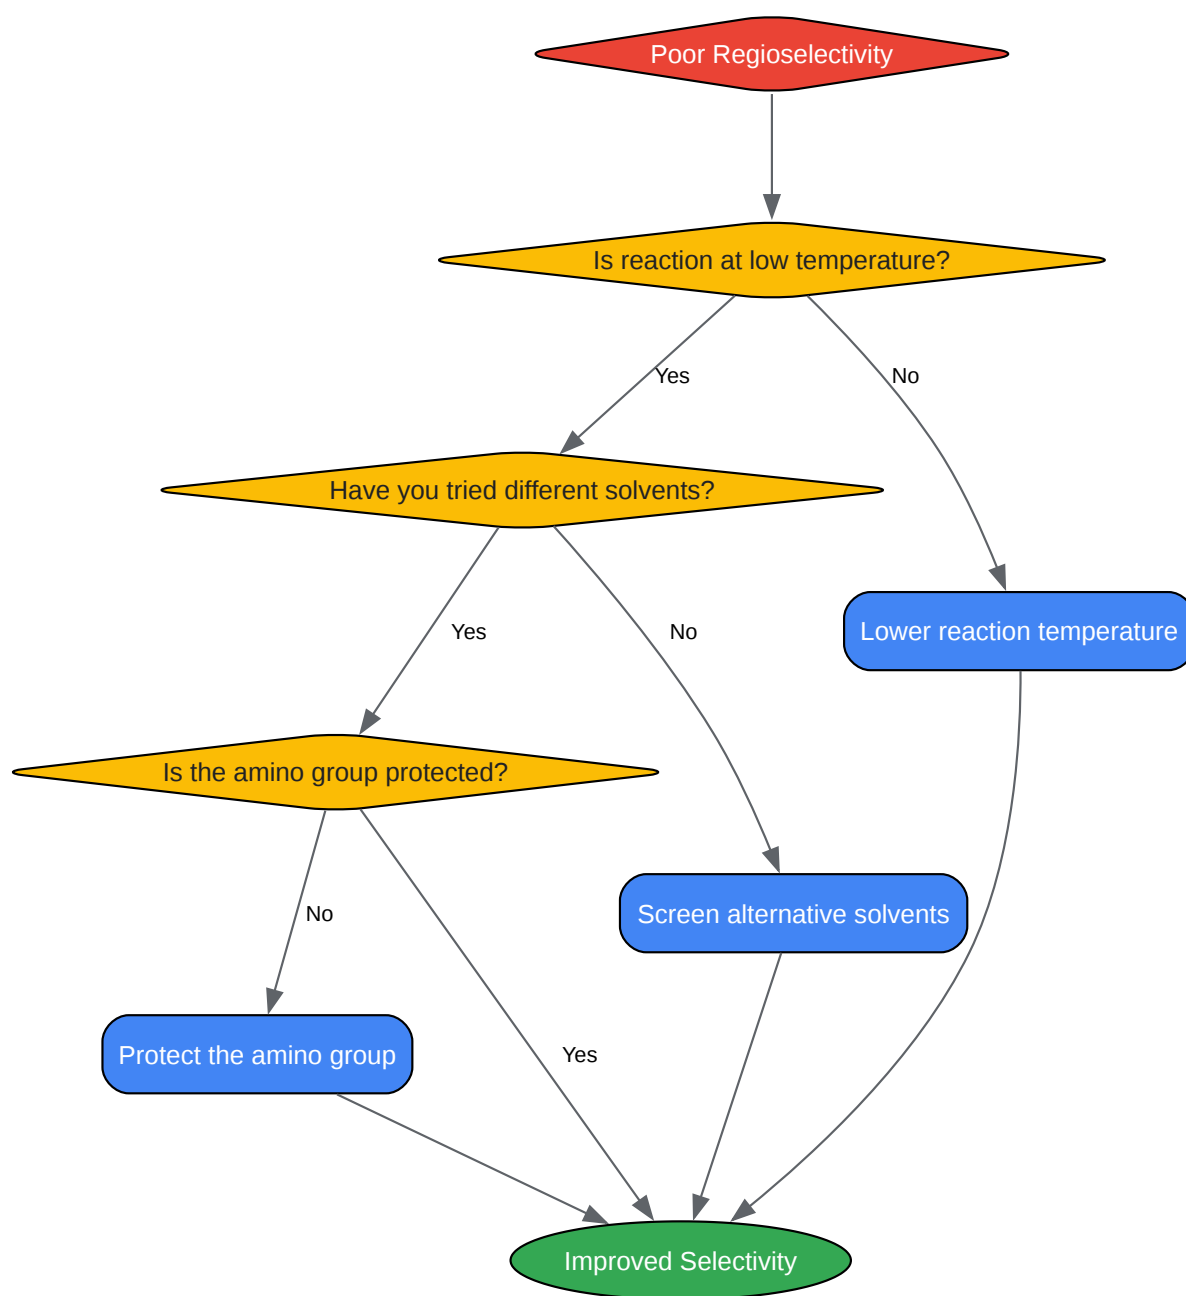 Poor Regioselectivity
Is reaction at low temperature?
Yes
No
Have you tried different solvents?
Yes
No
Lower reaction temperature
Is the amino group protected?
No
Screen alternative solvents
Protect the amino group
Yes
Improved Selectivity